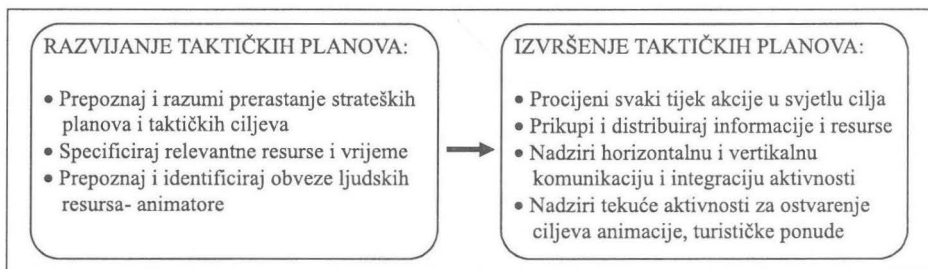 RAZVIJANJE TAKTIČKIH PLANOVA:
• Prepoznaj i razumi prerastanje strateških
planova i taktičkih ciljeva
• Specificiraj relevantne resurse i vrijeme
• Prepoznaj i identificiraj obveze ljudskih
resursa- animatore
IZVRŠENJE TAKTIČKIH PLANOVA:
• Procijeni svaki tijek akcije u svjetlu cilja
• Prikupi i distribuiraj informacije i resurse
• Nadziri horizontalnu i vertikalnu
komunikaciju i integraciju aktivnosti
• Nadziri tekuće aktivnosti za ostvarenje
ciljeva animacije, turističke ponude